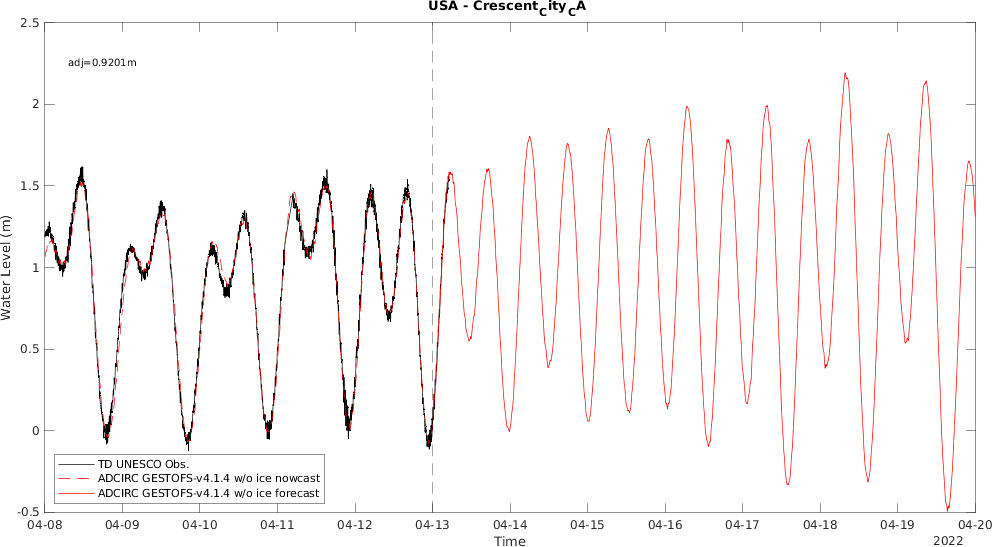 USA - Crescent_City_CA
2.5
adj=0.9201m
2
1.5
1
0.5
0
-0.5
Water Level (m)
TD UNESCO Obs.
ADCIRC GESTOFS-v4.1.4 w/o ice nowcast
ADCIRC GESTOFS-v4.1.4 w/o ice forecast
04-08 04-09 04-10 04-11 04-12 04-13 04-14 04-15 04-16 04-17 04-18 04-19 04-20
Time
2022